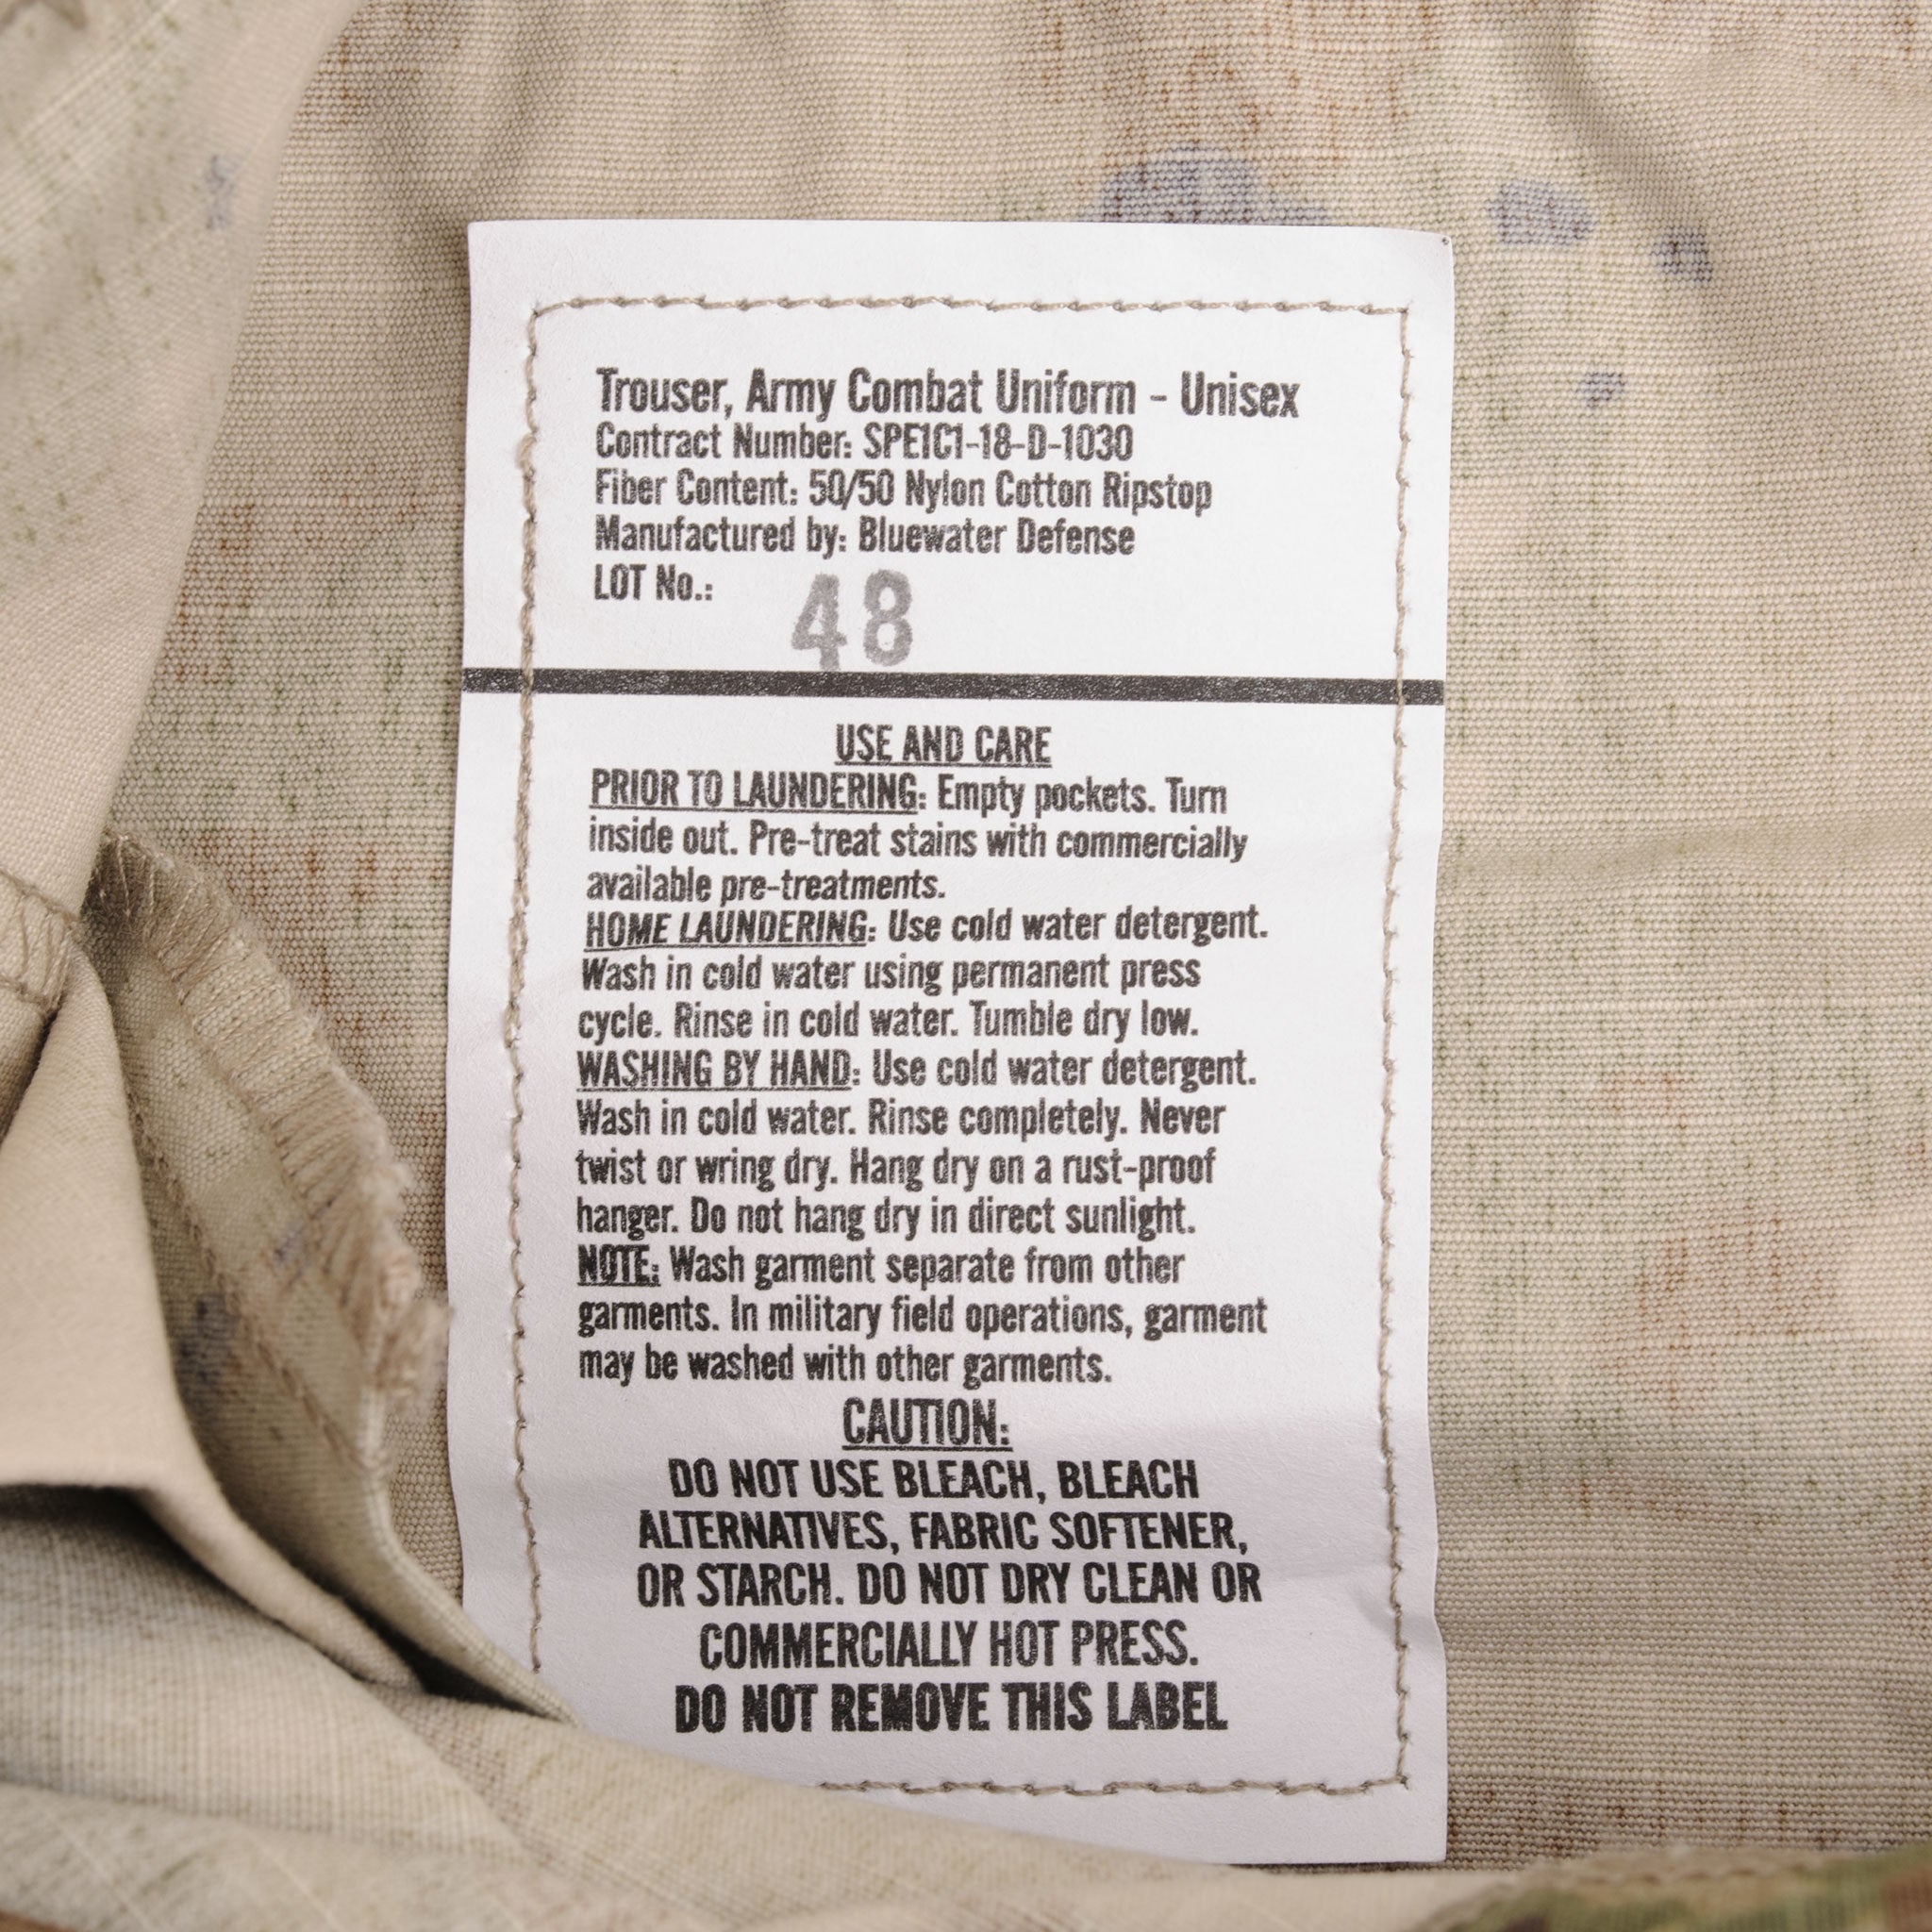 Trouser, Army Combat Uniform - Unisex
Contract Number: SPE1C1-18-D-1030
Fiber Content: 50/50 Nylon Cotton Ripstop
Manufactured by: Bluewater Defense
LOT No.: 48
USE AND CARE
PRIOR TO LAUNDERING: Empty pockets. Turn
inside out. Pre-treat stains with commercially
available pre-treatments.
HOME LAUNDERING: Use cold water detergent.
Wash in cold water using permanent press
cycle. Rinse in cold water. Tumble dry low.
WASHING BY HAND: Use cold water detergent.
Wash in cold water. Rinse completely. Never
twist or wring dry. Hang dry on a rust-proof
hanger. Do not hang dry in direct sunlight.
NOTE: Wash garment separate from other
garments. In military field operations, garment
may be washed with other garments.
CAUTION:
DO NOT USE BLEACH, BLEACH
ALTERNATIVES, FABRIC SOFTENER,
OR STARCH. DO NOT DRY CLEAN OR
COMMERCIALLY HOT PRESS.
DO NOT REMOVE THIS LABEL